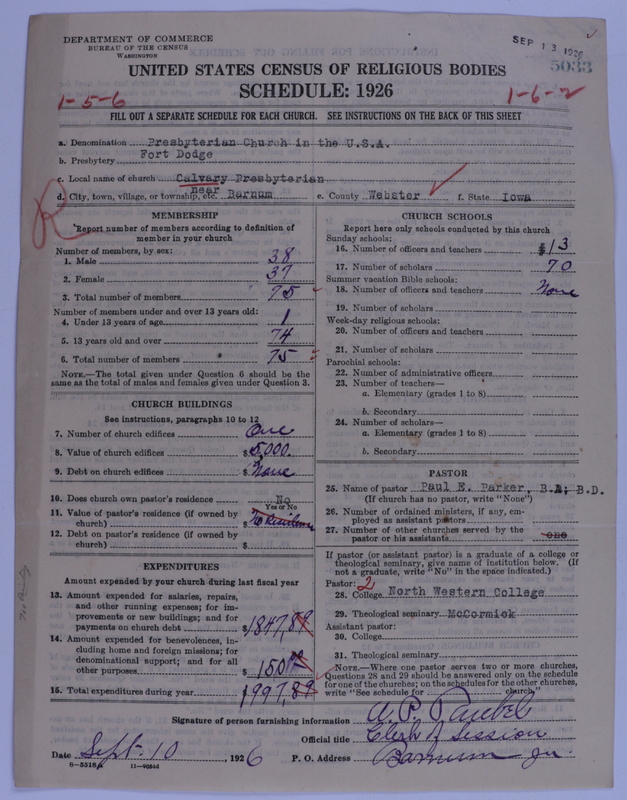 DEPARTMENT OF COMMERCE
BUREAU OF THE CENSUS
WASHINGTON
SEP 13 1926
5033
UNITED STATES CENSUS OF RELIGIOUS BODIES
SCHEDULE: 1926
1-5-6
1-6-2
FILL OUT A SEPARATE SCHEDULE FOR EACH CHURCH. SEE INSTRUCTIONS ON THE BACK OF THIS SHEET
a. Denomination Presbyterian Church in the U.S.A.
b. Presbytery Fort Dodge
c. Local name of church Calvary Presbyterian
d. City, town, village, or township, etc. near Barnum e. County Webster f. State Iowa
R
MEMBERSHIP
Report number of members according to definition of
member in your church
Number of members, by sex:
1. Male 38
2. Female 37
3. Total number of members 75
Number of members under and over 13 years old:
4. Under 13 years of age 1
5. 13 years old and over 74
6. Total number of members 75
NOTE.—The total given under Question 6 should be the
same as the total of males and females given under Question 3.
CHURCH BUILDINGS
See instructions, paragraphs 10 to 12
7. Number of church edifices One
8. Value of church edifices $5,000.
9. Debt on church edifices $None
10. Does church own pastor's residence No
Yes or No
11. Value of pastor's residence (if owned by
church) $No Residence
12. Debt on pastor's residence (if owned by
church) $
EXPENDITURES
Amount expended by your church during last fiscal year
13. Amount expended for salaries, repairs,
and other running expenses; for im-
provements or new buildings; and for
payments on church debt $1847,89
14. Amount expended for benevolences, in-
cluding home and foreign missions; for
denominational support; and for all
other purposes $150
15. Total expenditures during year $1997,89
CHURCH SCHOOLS
Report here only schools conducted by this church
Sunday schools:
16. Number of officers and teachers 13
17. Number of scholars 70
Summer vacation Bible schools:
18. Number of officers and teachers None
19. Number of scholars
Week-day religious schools:
20. Number of officers and teachers
21. Number of scholars
Parochial schools:
22. Number of administrative officers
23. Number of teachers—
a. Elementary (grades 1 to 8)
b. Secondary
24. Number of scholars—
a. Elementary (grades 1 to 8)
b. Secondary
PASTOR
25. Name of pastor Paul E. Parker, B.A; B.D.
(If church has no pastor, write "None")
26. Number of ordained ministers, if any, em-
ployed as assistant pastors
27. Number of other churches served by the
pastor or his assistants one
If pastor (or assistant pastor) is a graduate of a college or
theological seminary, give name of institution below. (If
not a graduate, write "No" in the space indicated.)
Pastor: 2
28. College North Western College
29. Theological seminary McCormick
Assistant pastor:
30. College
31. Theological seminary
NOTE.—Where one pastor serves two or more churches,
Questions 28 and 29 should be answered only on the schedule
for one of the churches; on the schedules for the other churches,
write "See schedule for church"
Signature of person furnishing information A. P.
Official title Clerk of Session
Date Sept. 10, 1926 P. O. Address Barnum
8—5518 11—9054d